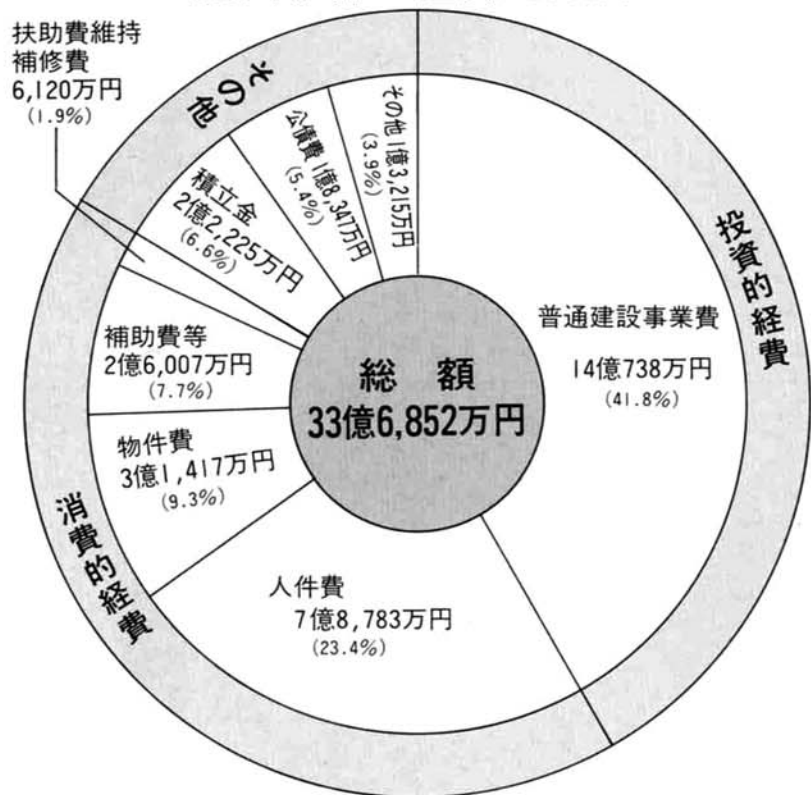 扶助費維持
補修費
6,120万円
(1.9%)
その他
積立金
2億2,225万円
(6.6%)
公債費1億8,347万円
(5.4%)
その他1億3,215万円
(3.9%)
投資的経費
普通建設事業費
14億738万円
(41.8%)
補助費等
2億6,007万円
(7.7%)
総額
33億6,852万円
物件費
3億1,417万円
(9.3%)
消費的経費
人件費
7億8,783万円
(23.4%)